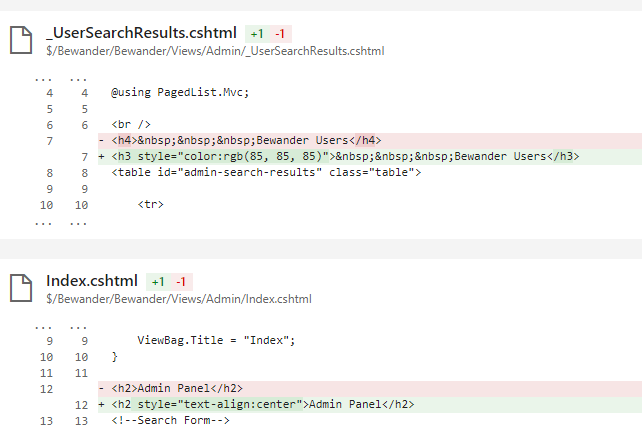 _UserSearchResults.cshtml +1 -1
$/Bewander/Bewander/Views/Admin/_UserSearchResults.cshtml
... ...
4 4 @using PagedList.Mvc;
5 5
6 6 <br />
7 - <h4>&nbsp;&nbsp;&nbsp;Bewander Users</h4>
7 + <h3 style="color:rgb(85, 85, 85)">&nbsp;&nbsp;&nbsp;Bewander Users</h3>
8 8 <table id="admin-search-results" class="table">
9 9
10 10 <tr>
... ...
Index.cshtml +1 -1
$/Bewander/Bewander/Views/Admin/Index.cshtml
... ...
9 9 ViewBag.Title = "Index";
10 10 }
11 11
12 - <h2>Admin Panel</h2>
12 + <h2 style="text-align:center">Admin Panel</h2>
13 13 <!--Search Form-->